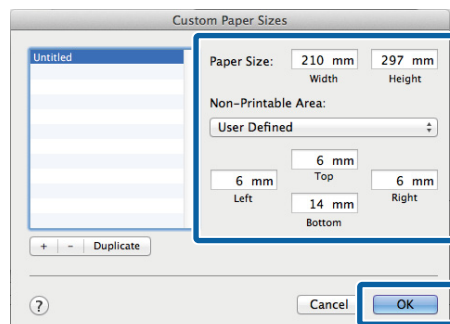 Custom Paper Sizes
Untitled
Paper Size:
210 mm
297 mm
Width
Height
Non-Printable Area:
User Defined
6 mm
Top
6 mm
6 mm
Left
Right
14 mm
Bottom
+ - Duplicate
? Cancel OK